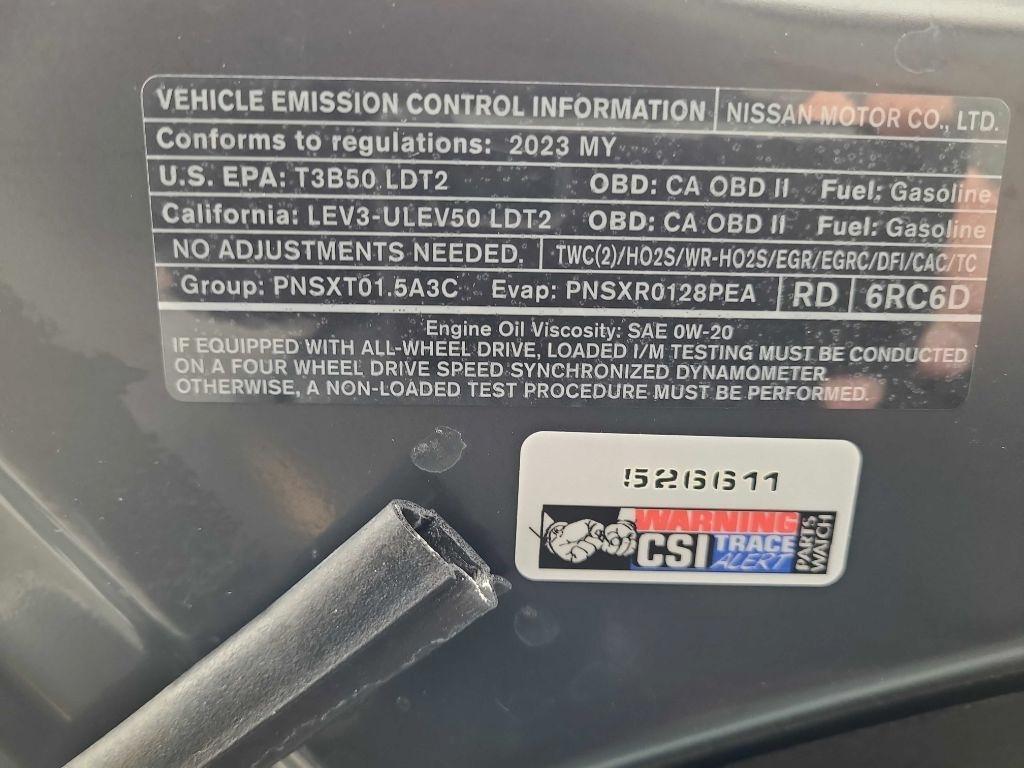 VEHICLE EMISSION CONTROL INFORMATION NISSAN MOTOR CO., LTD.
Conforms to regulations: 2023 MY
U.S. EPA: T3B50 LDT2 OBD: CA OBD II Fuel: Gasoline
California: LEV3-ULEV50 LDT2 OBD: CA OBD II Fuel: Gasoline
NO ADJUSTMENTS NEEDED. TWC(2)/HO2S/WR-HO2S/EGR/EGRC/DFI/CAC/TC
Group: PNSXT01.5A3C Evap: PNSXR0128PEA RD 6RC6D
Engine Oil Viscosity: SAE 0W-20
IF EQUIPPED WITH ALL-WHEEL DRIVE, LOADED I/M TESTING MUST BE CONDUCTED
ON A FOUR WHEEL DRIVE SPEED SYNCHRONIZED DYNAMOMETER.
OTHERWISE, A NON-LOADED TEST PROCEDURE MUST BE PERFORMED.
526611
WARNING
CSI TRACE
ALERT
PARTS
WATCH